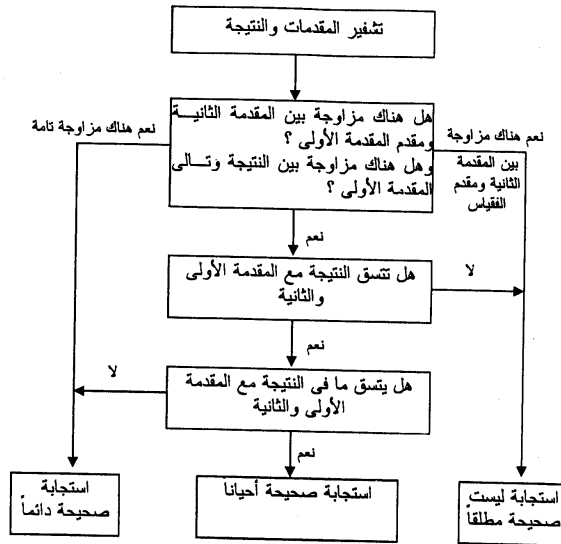 تشفير المقدمات والنتيجة
هل هناك مزاوجة بين المقدمة الثانيـــة
ومقدم المقدمة الأولى ؟
وهل هناك مزاوجة بين النتيجة وتـــالى
المقدمة الأولى ؟
نعم هناك مزاوجة
بين المقدمة
الثانية ومقدم
الفقياس
نعم هناك مزاوجة تامة
نعم
هل تتسق النتيجة مع المقدمة الأولى
والثانية
لا
نعم
هل يتسق ما فى النتيجة مع المقدمة
الأولى والثانية
لا
نعم
استجابة ليست
صحيحة مطلقاً
استجابة صحيحة أحيانا
استجابة
صحيحة دائماً